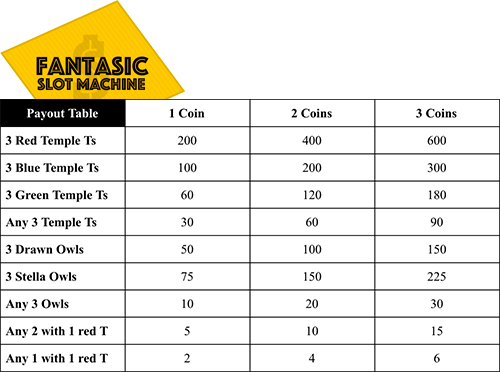 FANTASIC
SLOT MACHINE
Payout Table 1 Coin 2 Coins 3 Coins
3 Red Temple Ts 200 400 600
3 Blue Temple Ts 100 200 300
3 Green Temple Ts 60 120 180
Any 3 Temple Ts 30 60 90
3 Drawn Owls 50 100 150
3 Stella Owls 75 150 225
Any 3 Owls 10 20 30
Any 2 with 1 red T 5 10 15
Any 1 with 1 red T 2 4 6